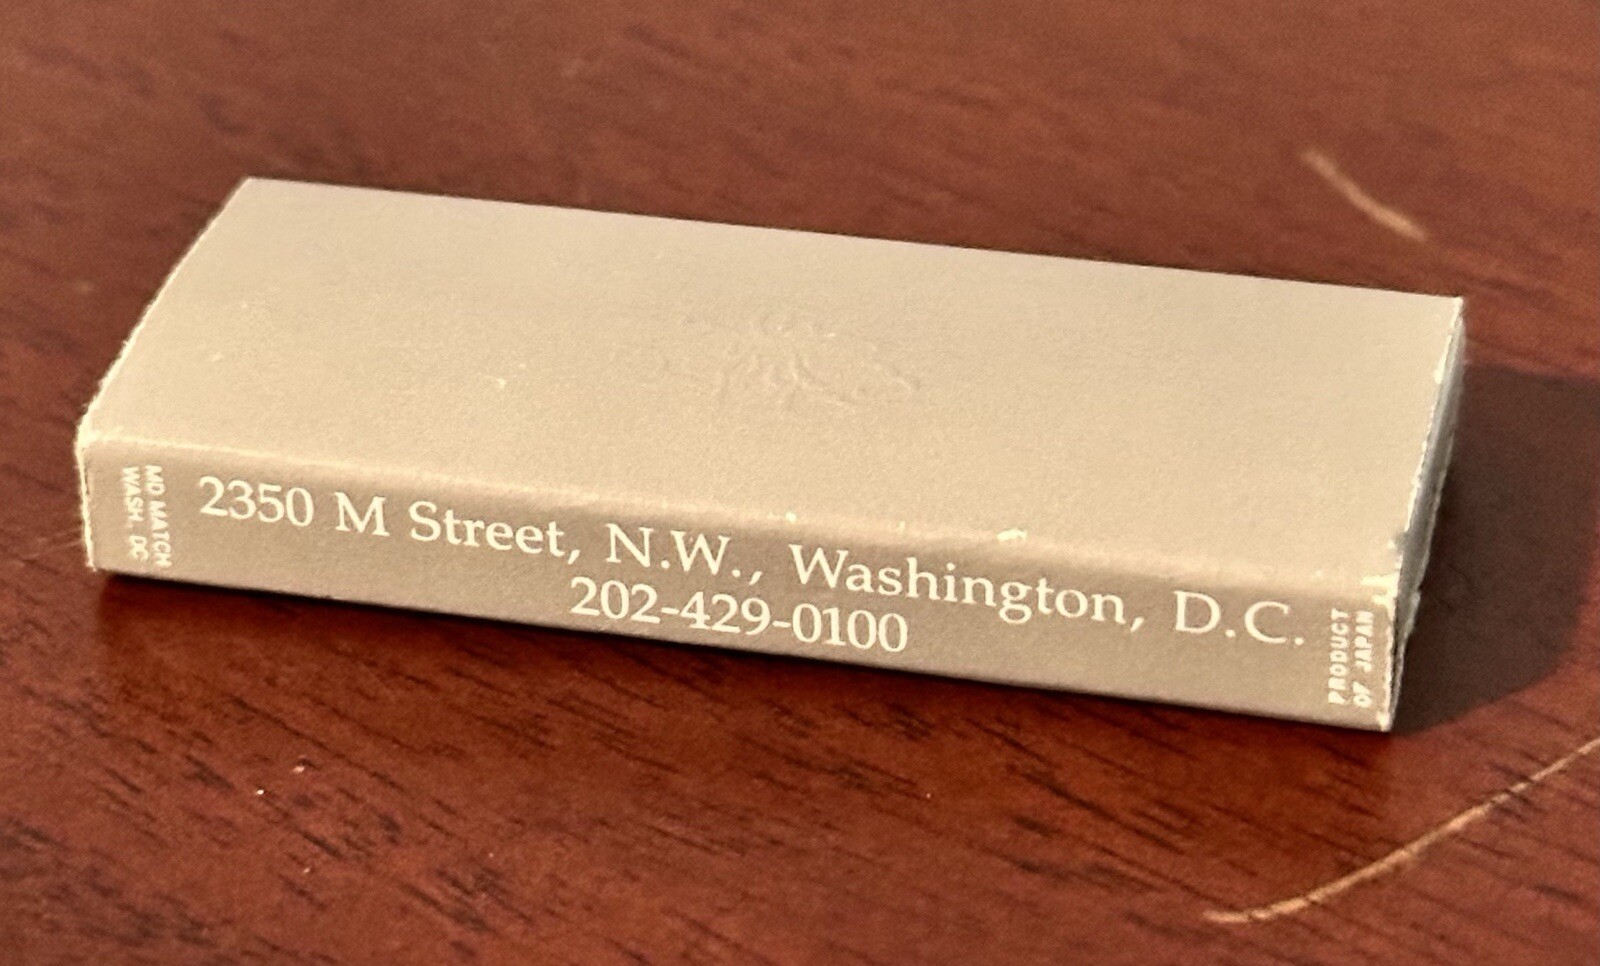 MD MATCH
WASH. DC
2350 M Street, N.W., Washington, D.C.
202-429-0100
PRODUCT
OF JAPAN